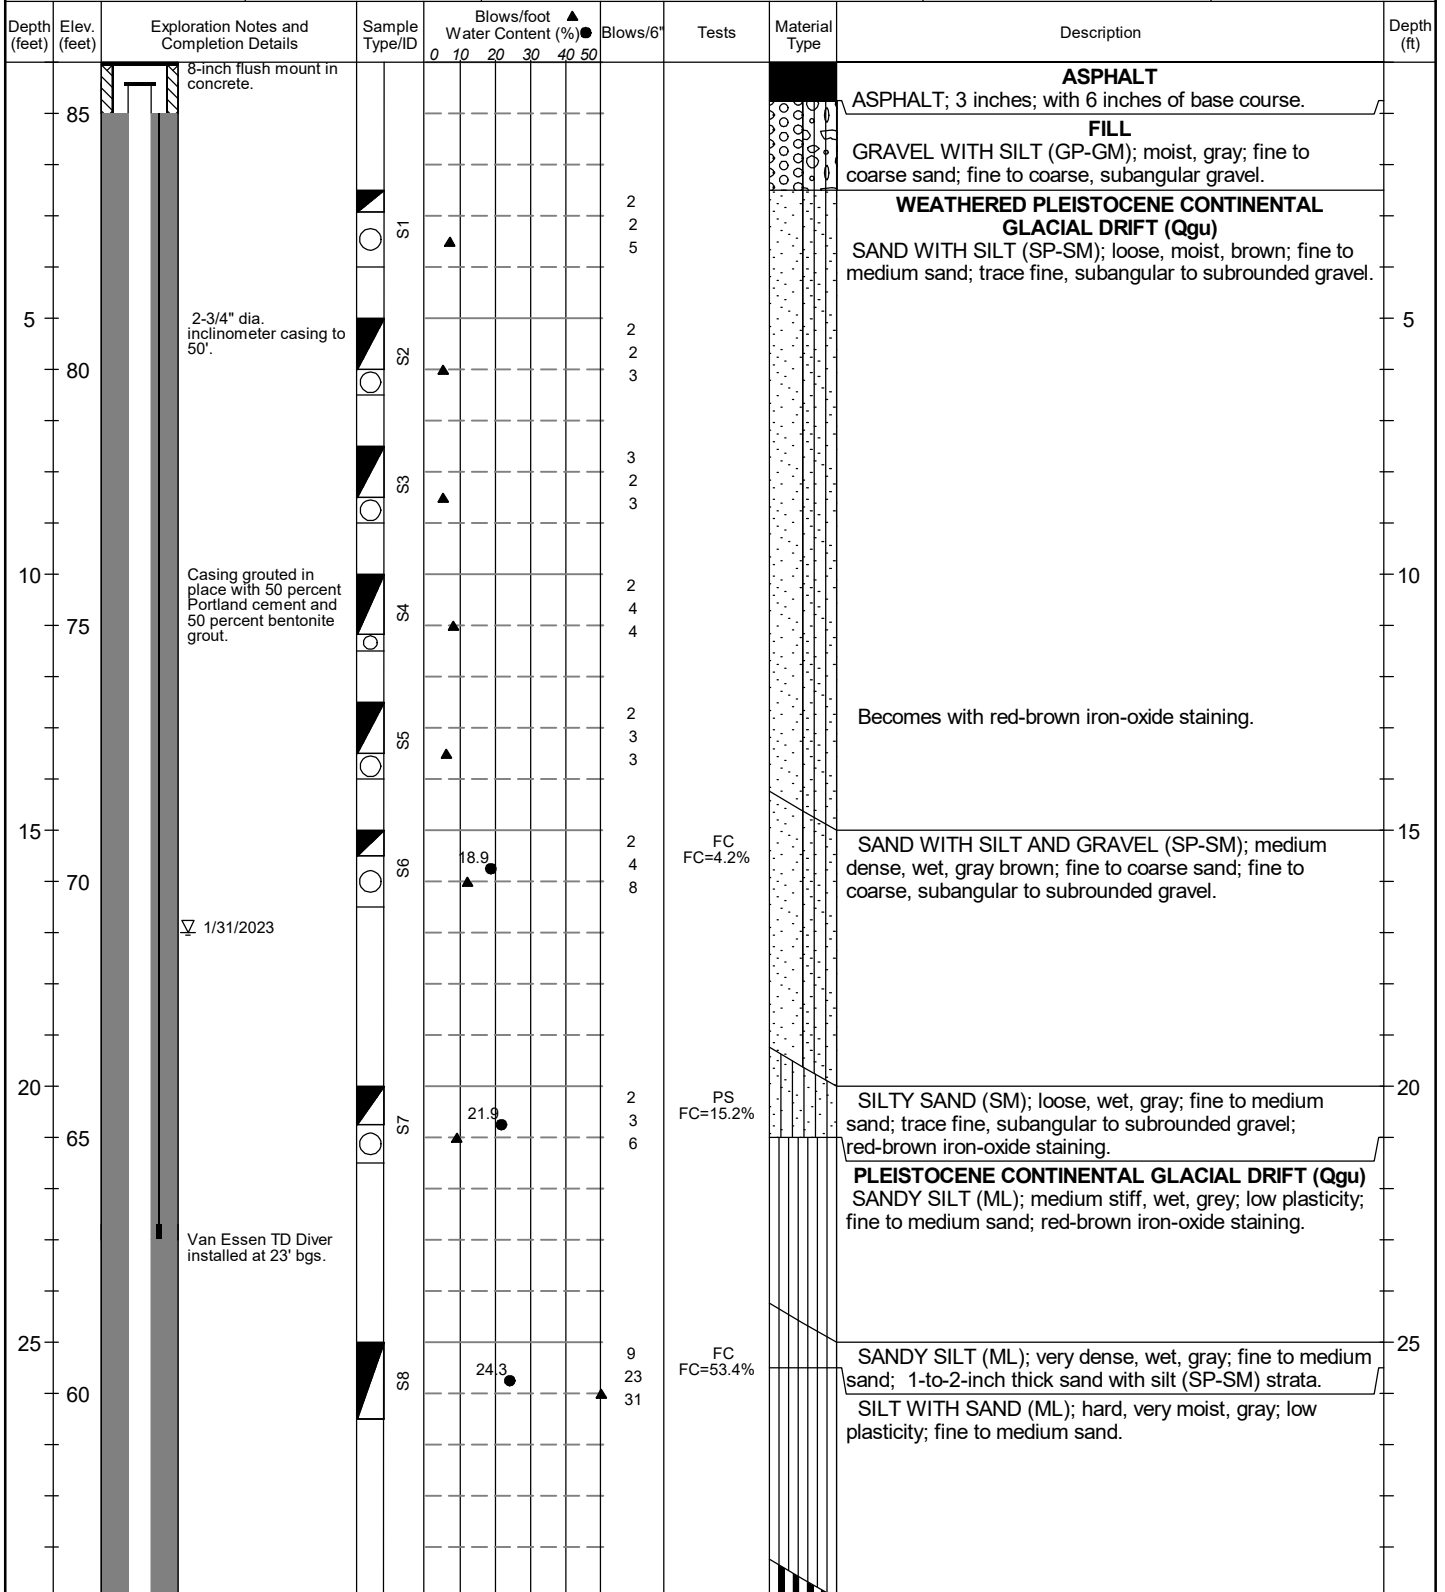 Depth (feet)
Elev. (feet)
Exploration Notes and Completion Details
Sample Type/ID
Blows/foot ▲
Water Content (%)●
0 10 20 30 40 50
Blows/6"
Tests
Material Type
Description
Depth (ft)
8-inch flush mount in
concrete.
ASPHALT
ASPHALT; 3 inches; with 6 inches of base course.
85
FILL
GRAVEL WITH SILT (GP-GM); moist, gray; fine to
coarse sand; fine to coarse, subangular gravel.
WEATHERED PLEISTOCENE CONTINENTAL
GLACIAL DRIFT (Qgu)
SAND WITH SILT (SP-SM); loose, moist, brown; fine to
medium sand; trace fine, subangular to subrounded gravel.
S1
2
2
5
5
2-3/4" dia.
inclinometer casing to
50'.
S2
2
2
3
5
80
S3
3
2
3
10
Casing grouted in
place with 50 percent
Portland cement and
50 percent bentonite
grout.
S4
2
4
4
10
75
S5
2
3
3
Becomes with red-brown iron-oxide staining.
15
S6
18.9
2
4
8
FC
FC=4.2%
SAND WITH SILT AND GRAVEL (SP-SM); medium
dense, wet, gray brown; fine to coarse sand; fine to
coarse, subangular to subrounded gravel.
15
70
1/31/2023
20
S7
21.9
2
3
6
PS
FC=15.2%
SILTY SAND (SM); loose, wet, gray; fine to medium
sand; trace fine, subangular to subrounded gravel;
red-brown iron-oxide staining.
20
65
PLEISTOCENE CONTINENTAL GLACIAL DRIFT (Qgu)
SANDY SILT (ML); medium stiff, wet, grey; low plasticity;
fine to medium sand; red-brown iron-oxide staining.
Van Essen TD Diver
installed at 23' bgs.
25
S8
24.3
9
23
31
FC
FC=53.4%
SANDY SILT (ML); very dense, wet, gray; fine to medium
sand; 1-to-2-inch thick sand with silt (SP-SM) strata.
25
60
SILT WITH SAND (ML); hard, very moist, gray; low
plasticity; fine to medium sand.